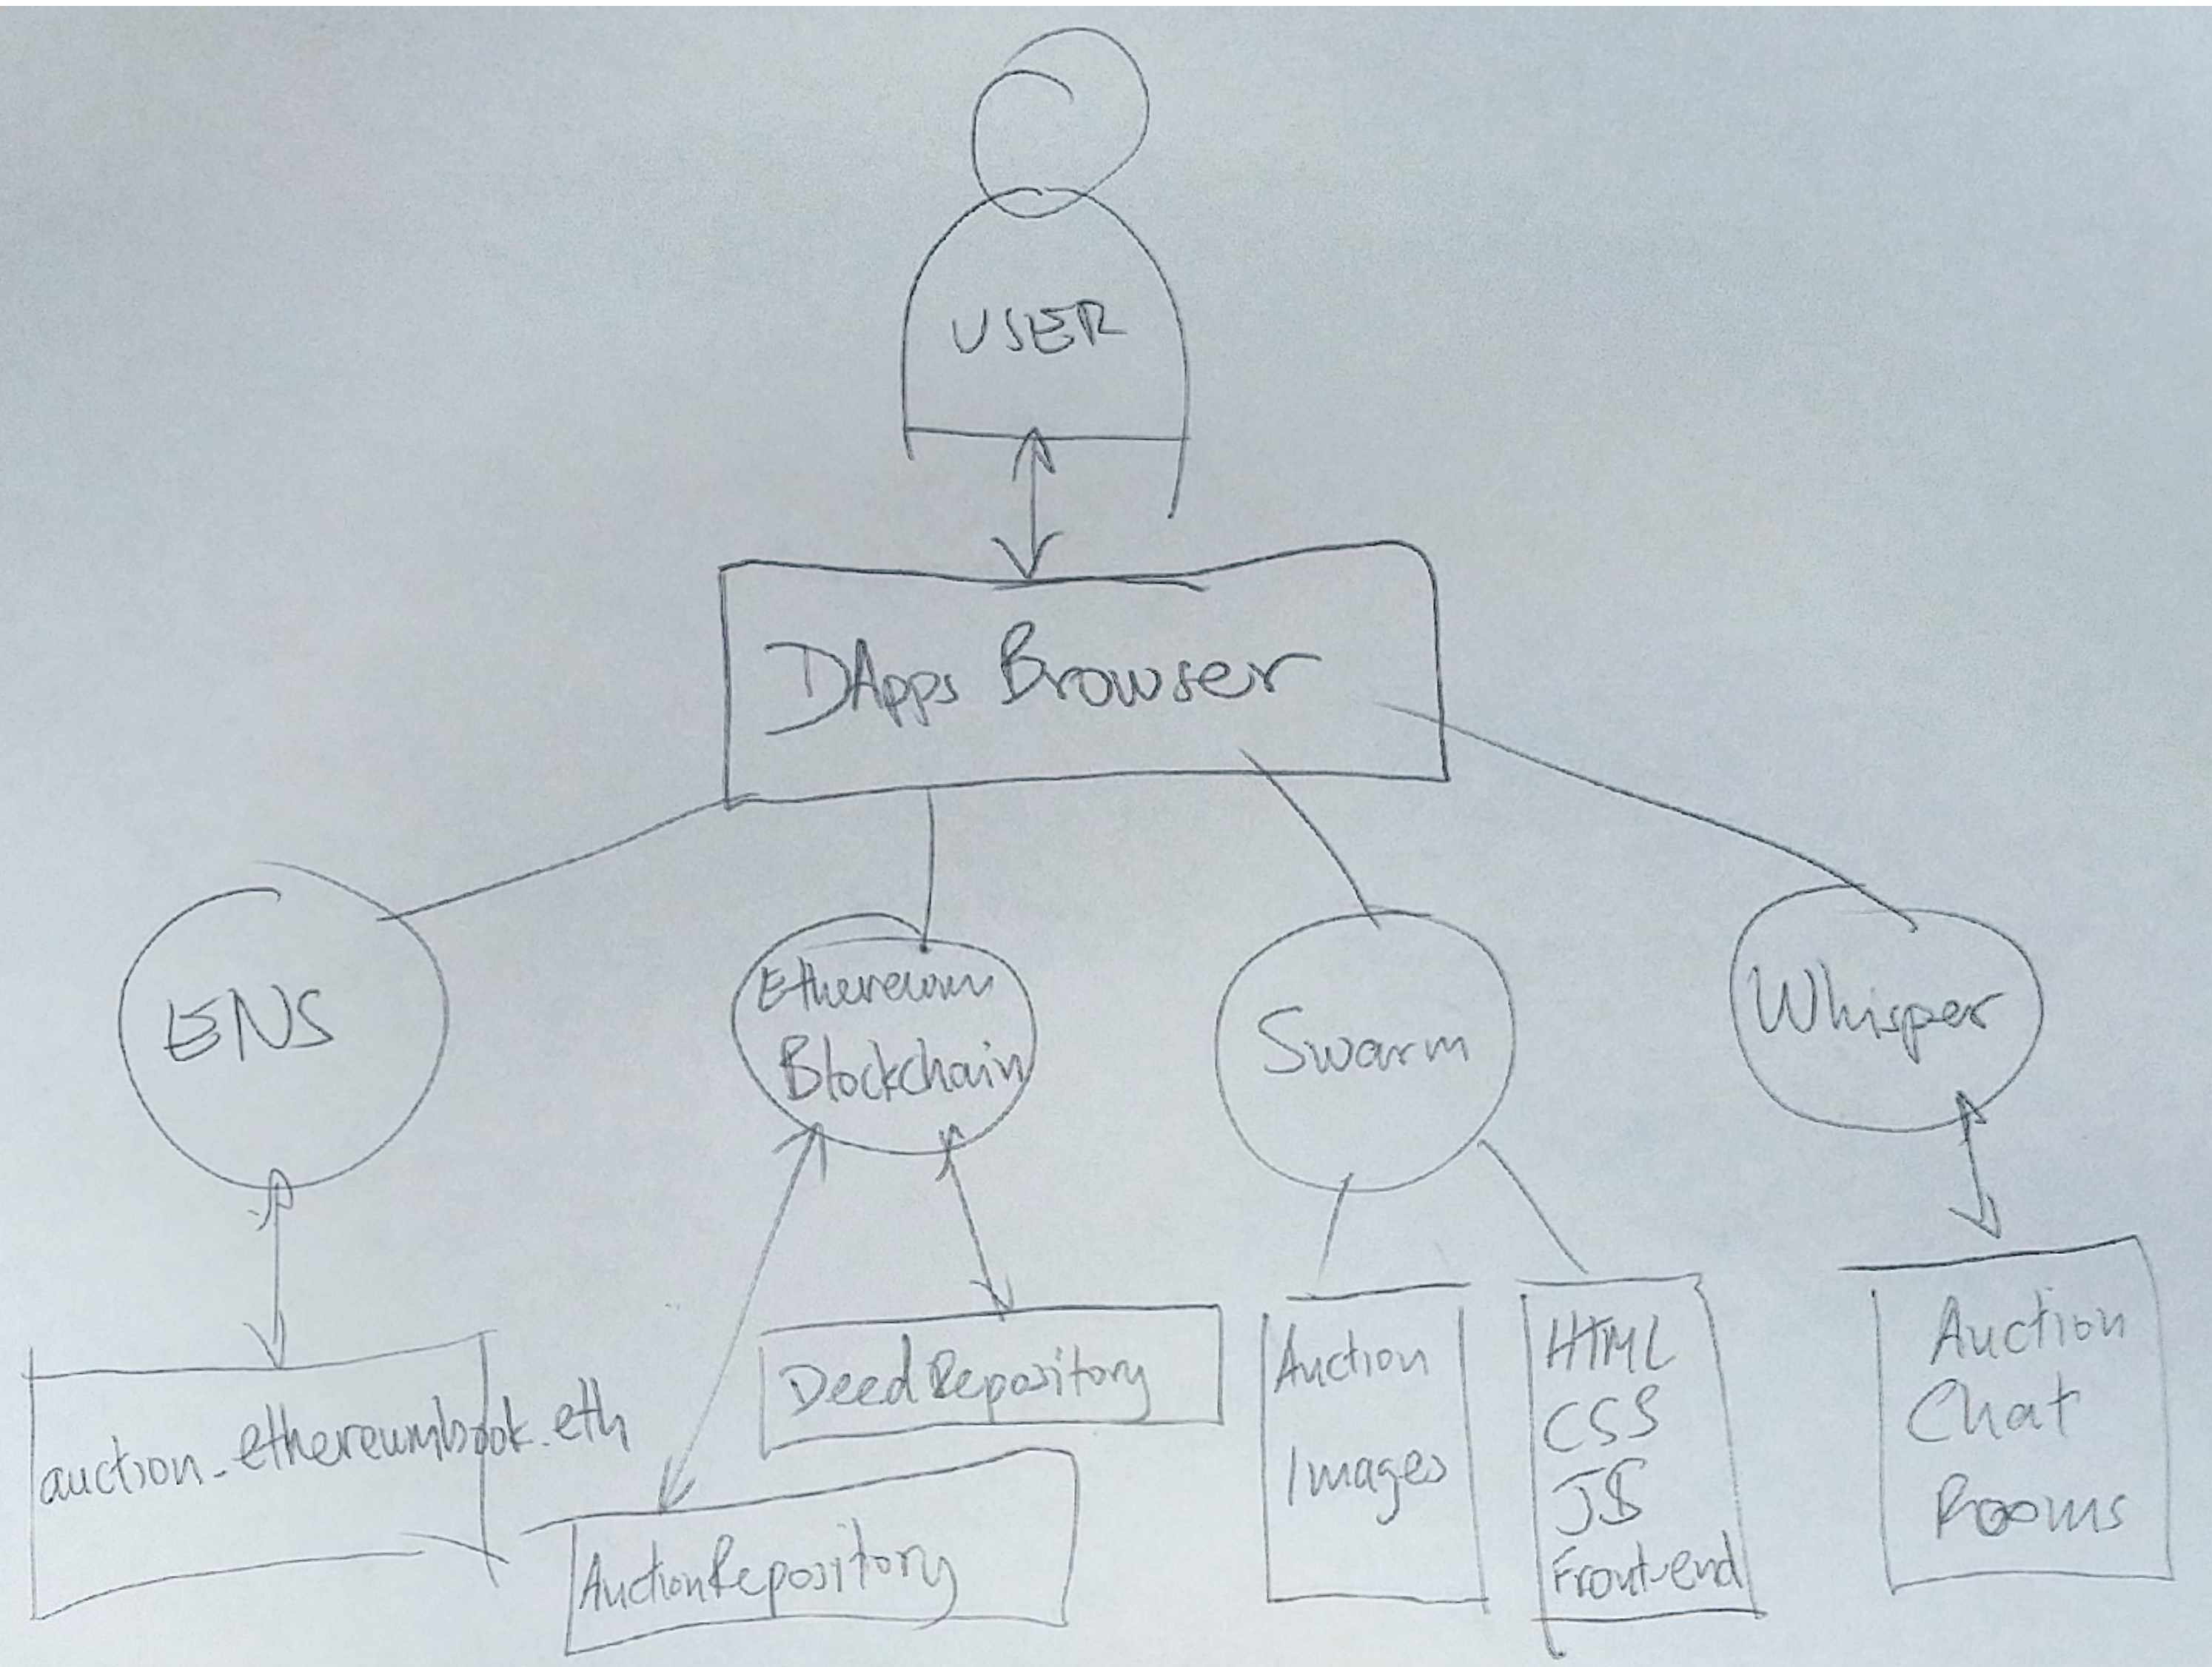 USER
DApps Browser
ENS
Ethereum
Blockchain
Swarm
Whisper
auction.ethereumbook.eth
DeedRepository
AuctionRepository
Auction
Images
HTML
CSS
JS
Front-end
Auction
Chat
Rooms